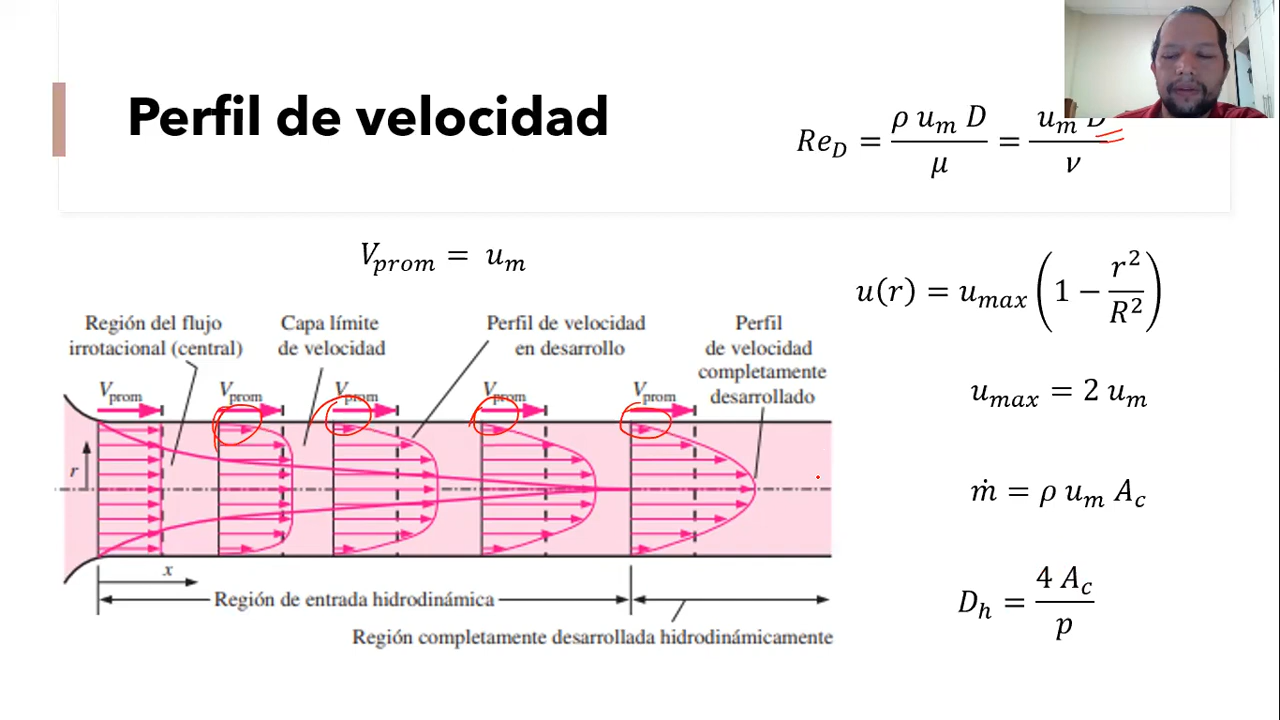 Perfil de velocidad
Re_D = ρ u_m D / μ = u_m D / ν
V_prom = u_m
u(r) = u_max (1 − r² / R²)
u_max = 2 u_m
ṁ = ρ u_m A_c
D_h = 4 A_c / p
Región del flujo
irrotacional (central)
Capa límite
de velocidad
Perfil de velocidad
en desarrollo
Perfil
de velocidad
completamente
desarrollado
V_prom
V_prom
V_prom
V_prom
V_prom
r
x
Región de entrada hidrodinámica
Región completamente desarrollada hidrodinámicamente